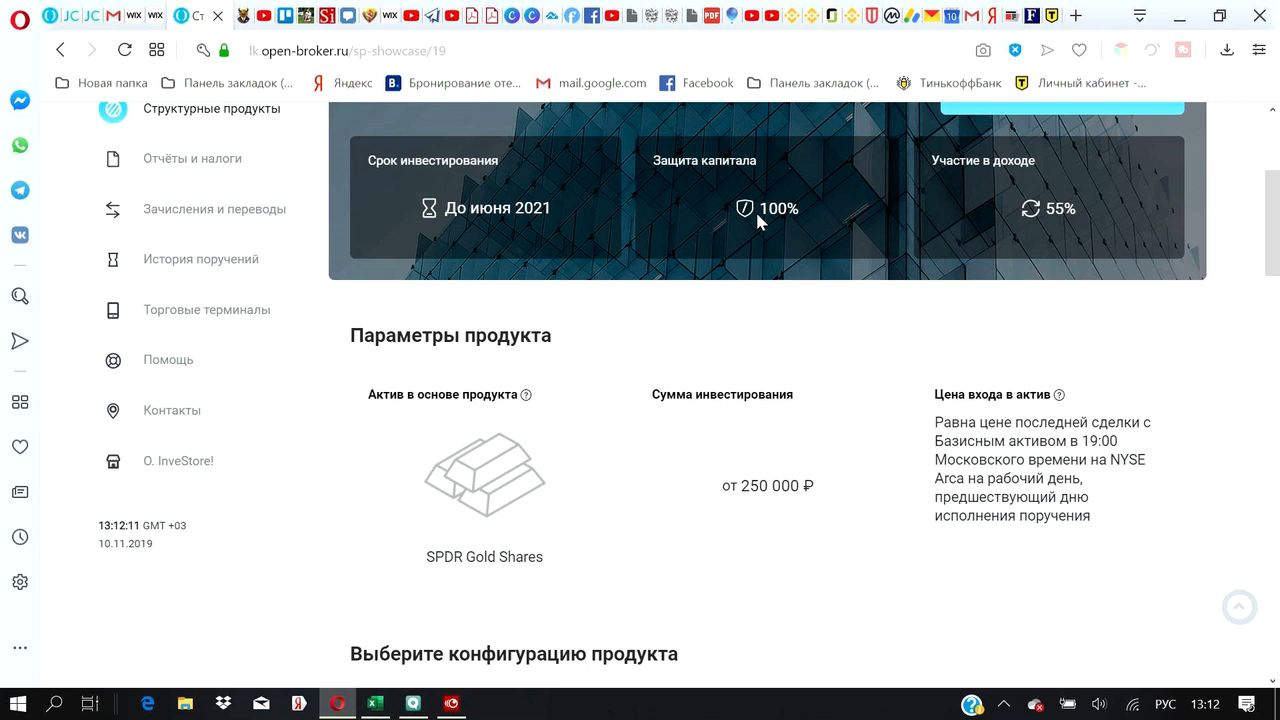 WIX
WIX
Ст
Si
WIX
PDF
10
lk.open-broker.ru/sp-showcase/19
Новая папка
Панель закладок (...
Яндекс
Бронирование оте...
mail.google.com
Facebook
Панель закладок (...
ТинькоффБанк
Личный кабинет -...
Структурные продукты
Отчёты и налоги
Зачисления и переводы
История поручений
Торговые терминалы
Помощь
Контакты
O. InveStore!
13:12:11 GMT +03
10.11.2019
Срок инвестирования
До июня 2021
Защита капитала
100%
Участие в доходе
55%
Параметры продукта
Актив в основе продукта
SPDR Gold Shares
Сумма инвестирования
от 250 000 ₽
Цена входа в актив
Равна цене последней сделки с
Базисным активом в 19:00
Московского времени на NYSE
Arca на рабочий день,
предшествующий дню
исполнения поручения
Выберите конфигурацию продукта
РУС
13:12